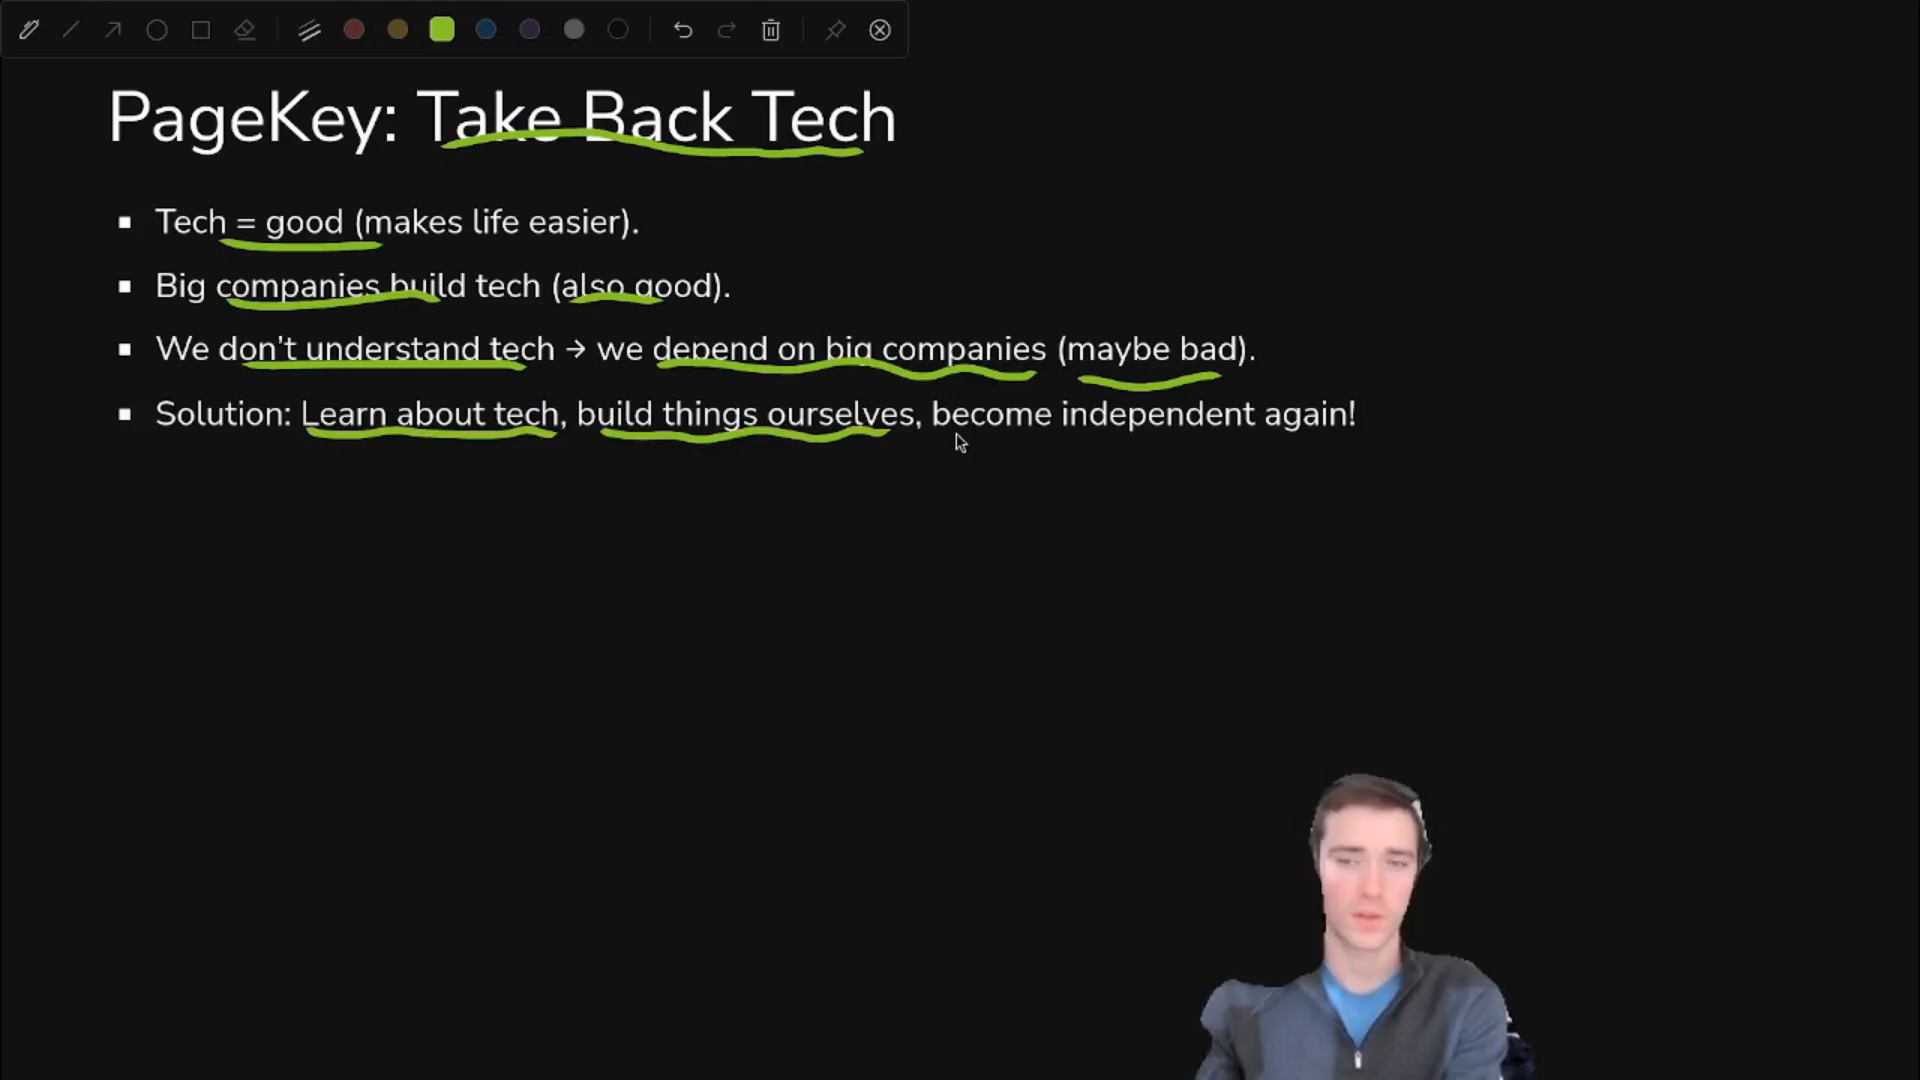 PageKey: Take Back Tech
Tech = good (makes life easier).
Big companies build tech (also good).
We don't understand tech → we depend on big companies (maybe bad).
Solution: Learn about tech, build things ourselves, become independent again!